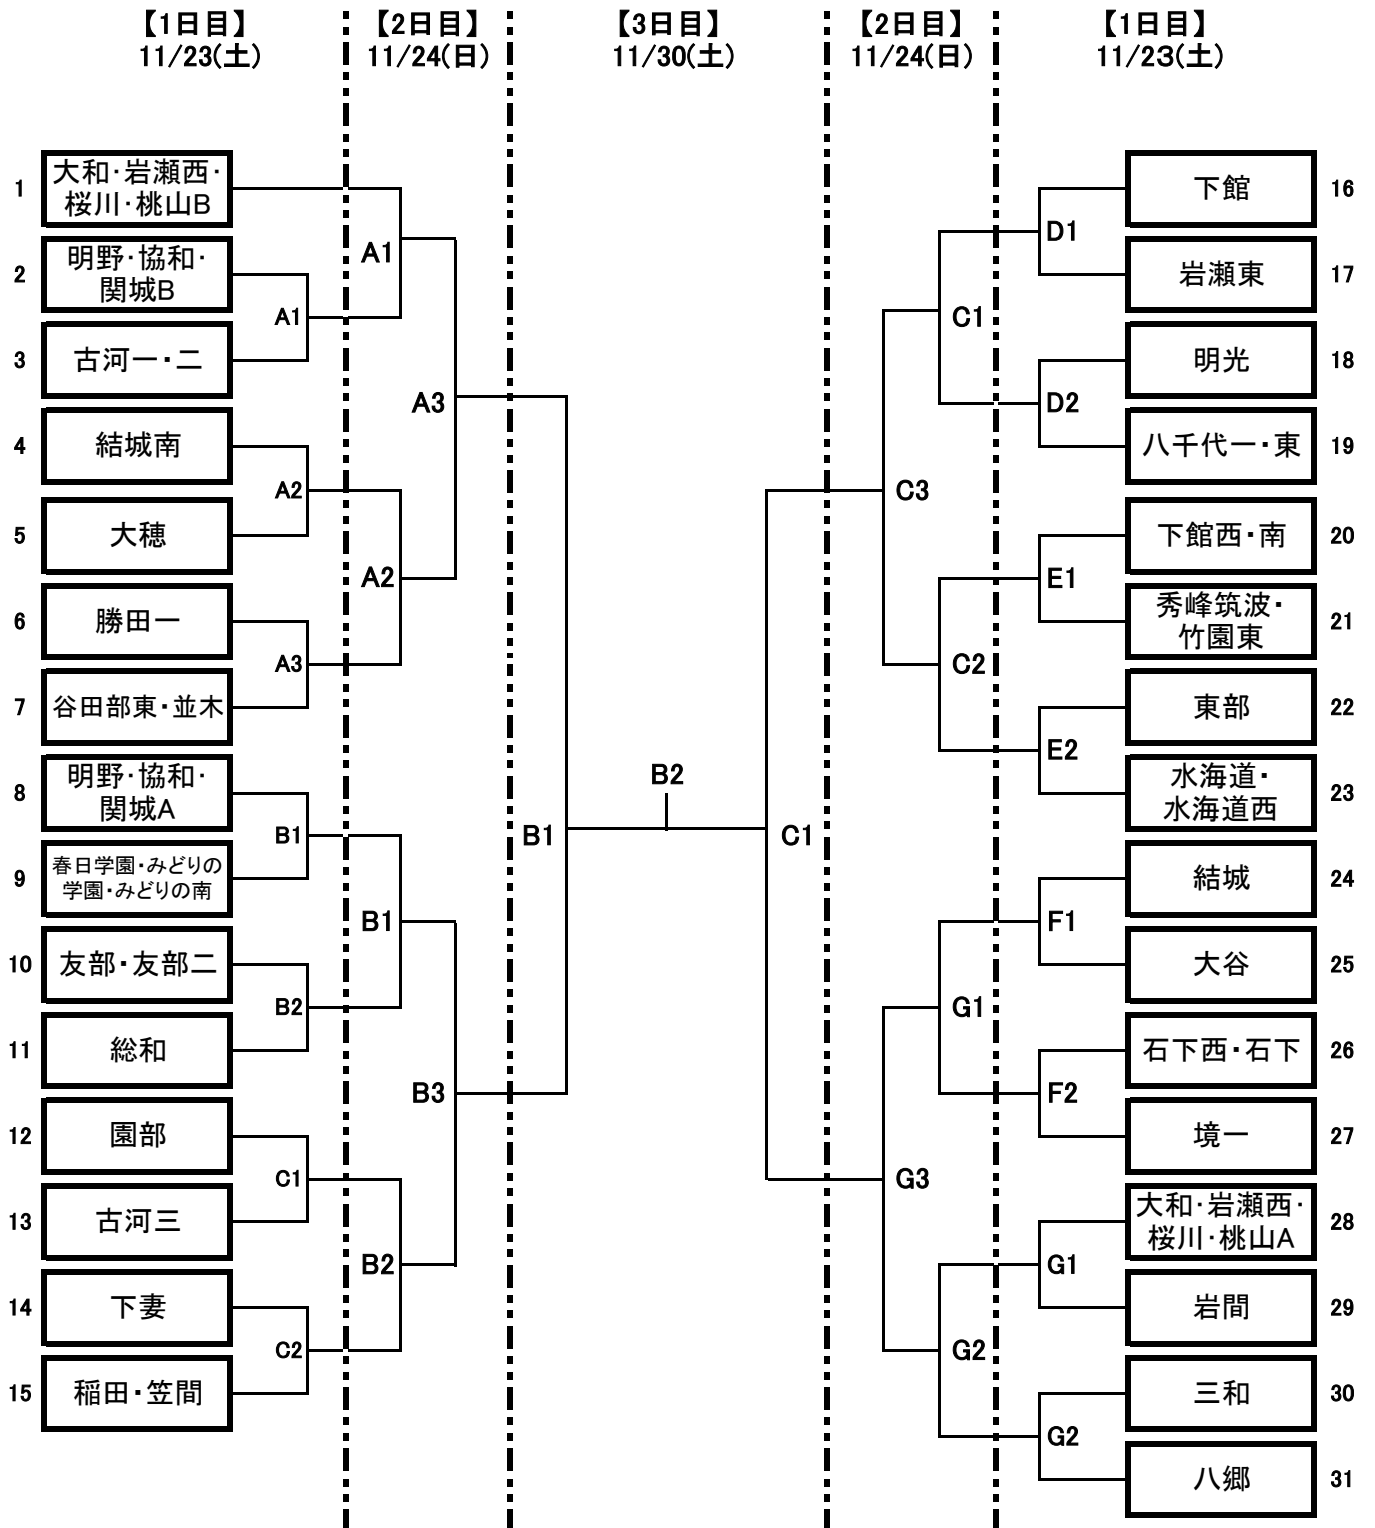 【1日目】
11/23(土)
【2日目】
11/24(日)
【3日目】
11/30(土)
【2日目】
11/24(日)
【1日目】
11/23(土)
1
大和・岩瀬西・
桜川・桃山B
2
明野・協和・
関城B
3
古河一・二
4
結城南
5
大穂
6
勝田一
7
谷田部東・並木
8
明野・協和・
関城A
9
春日学園・みどりの
学園・みどりの南
10
友部・友部二
11
総和
12
園部
13
古河三
14
下妻
15
稲田・笠間
A1
A2
A3
B1
B2
C1
C2
A1
A2
B1
B2
A3
B3
B1
B2
C1
C3
G3
C1
C2
G1
G2
D1
D2
E1
E2
F1
F2
G1
G2
下館
16
岩瀬東
17
明光
18
八千代一・東
19
下館西・南
20
秀峰筑波・
竹園東
21
東部
22
水海道・
水海道西
23
結城
24
大谷
25
石下西・石下
26
境一
27
大和・岩瀬西・
桜川・桃山A
28
岩間
29
三和
30
八郷
31